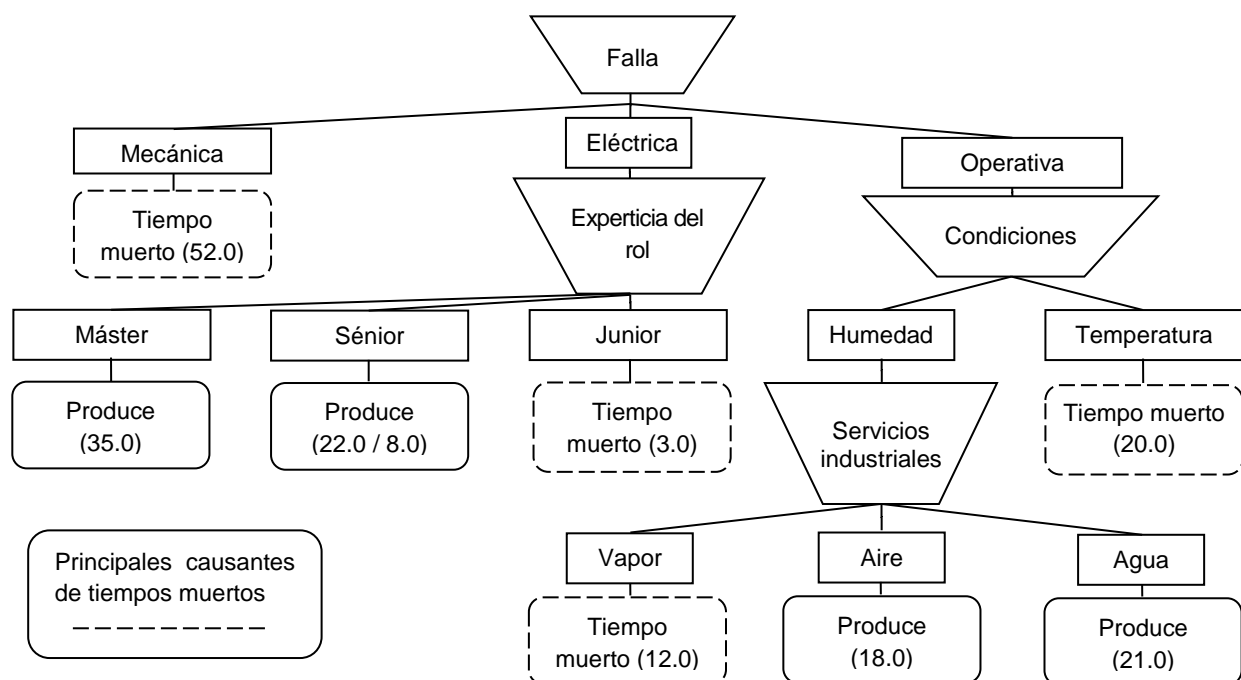 Falla
Mecánica
Eléctrica
Operativa
Tiempo
muerto (52.0)
Experticia del
rol
Condiciones
Máster
Sénior
Junior
Humedad
Temperatura
Produce
(35.0)
Produce
(22.0 / 8.0)
Tiempo
muerto (3.0)
Servicios
industriales
Tiempo muerto
(20.0)
Principales causantes
de tiempos muertos
Vapor
Aire
Agua
Tiempo
muerto (12.0)
Produce
(18.0)
Produce
(21.0)